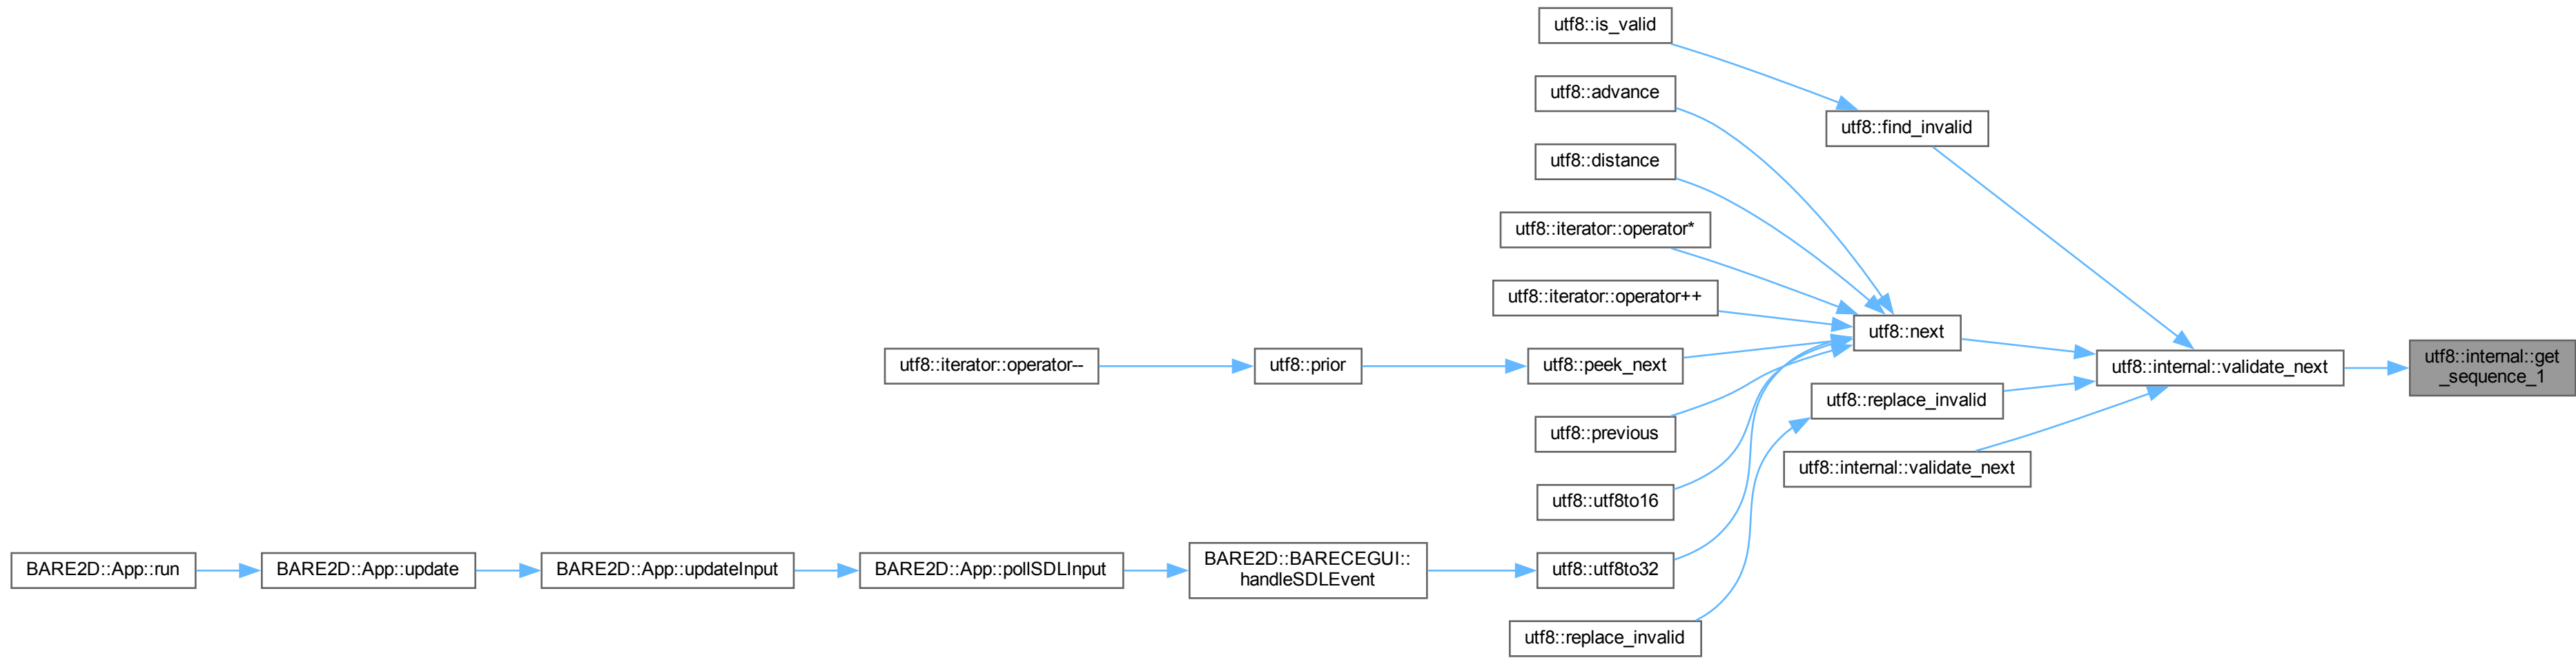 utf8::is_valid
utf8::advance
utf8::find_invalid
utf8::distance
utf8::iterator::operator*
utf8::iterator::operator++
utf8::next
utf8::iterator::operator--
utf8::prior
utf8::peek_next
utf8::internal::validate_next
utf8::internal::get
_sequence_1
utf8::replace_invalid
utf8::previous
utf8::internal::validate_next
utf8::utf8to16
BARE2D::App::run
BARE2D::App::update
BARE2D::App::updateInput
BARE2D::App::pollSDLInput
BARE2D::BARECEGUI::
handleSDLEvent
utf8::utf8to32
utf8::replace_invalid